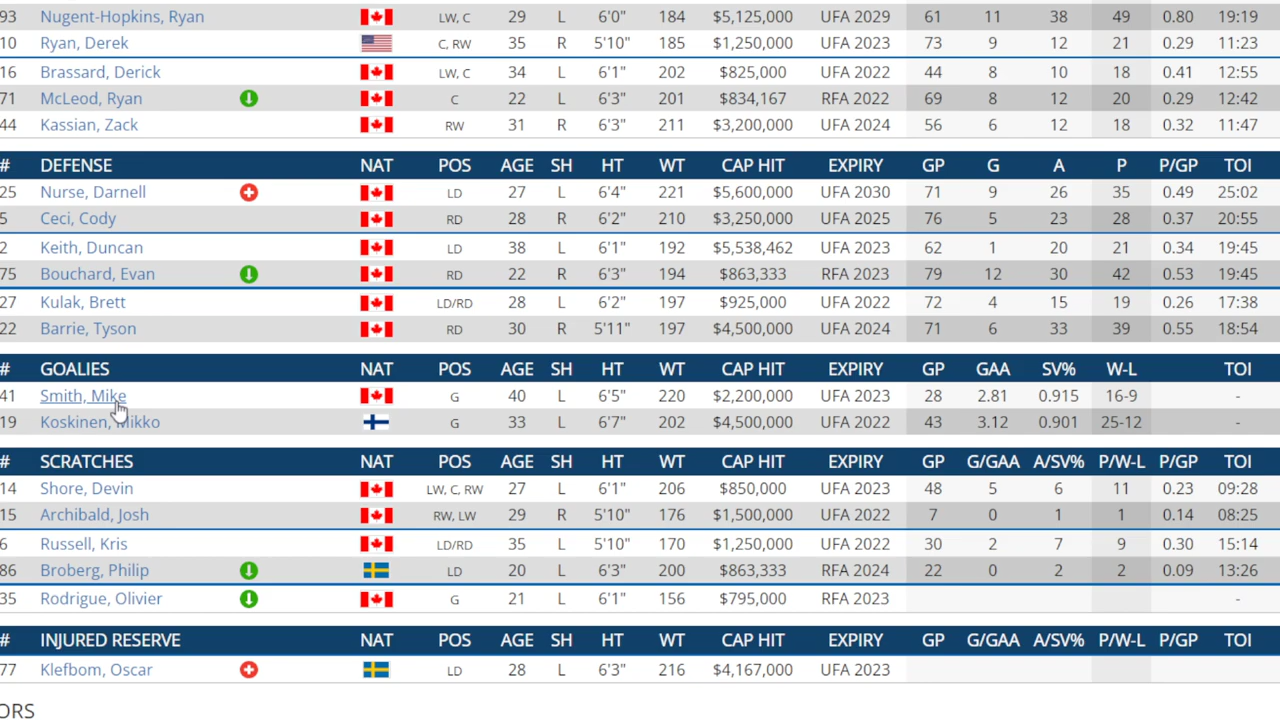 93 Nugent-Hopkins, Ryan LW, C 29 L 6'0" 184 $5,125,000 UFA 2029 61 11 38 49 0.80 19:19
10 Ryan, Derek C, RW 35 R 5'10" 185 $1,250,000 UFA 2023 73 9 12 21 0.29 11:23
16 Brassard, Derick LW, C 34 L 6'1" 202 $825,000 UFA 2022 44 8 10 18 0.41 12:55
71 McLeod, Ryan C 22 L 6'3" 201 $834,167 RFA 2022 69 8 12 20 0.29 12:42
44 Kassian, Zack RW 31 R 6'3" 211 $3,200,000 UFA 2024 56 6 12 18 0.32 11:47
# DEFENSE NAT POS AGE SH HT WT CAP HIT EXPIRY GP G A P P/GP TOI
25 Nurse, Darnell LD 27 L 6'4" 221 $5,600,000 UFA 2030 71 9 26 35 0.49 25:02
5 Ceci, Cody RD 28 R 6'2" 210 $3,250,000 UFA 2025 76 5 23 28 0.37 20:55
2 Keith, Duncan LD 38 L 6'1" 192 $5,538,462 UFA 2023 62 1 20 21 0.34 19:45
75 Bouchard, Evan RD 22 R 6'3" 194 $863,333 RFA 2023 79 12 30 42 0.53 19:45
27 Kulak, Brett LD/RD 28 L 6'2" 197 $925,000 UFA 2022 72 4 15 19 0.26 17:38
22 Barrie, Tyson RD 30 R 5'11" 197 $4,500,000 UFA 2024 71 6 33 39 0.55 18:54
# GOALIES NAT POS AGE SH HT WT CAP HIT EXPIRY GP GAA SV% W-L TOI
41 Smith, Mike G 40 L 6'5" 220 $2,200,000 UFA 2023 28 2.81 0.915 16-9 -
19 Koskinen, Mikko G 33 L 6'7" 202 $4,500,000 UFA 2022 43 3.12 0.901 25-12 -
# SCRATCHES NAT POS AGE SH HT WT CAP HIT EXPIRY GP G/GAA A/SV% P/W-L P/GP TOI
14 Shore, Devin LW, C, RW 27 L 6'1" 206 $850,000 UFA 2023 48 5 6 11 0.23 09:28
15 Archibald, Josh RW, LW 29 R 5'10" 176 $1,500,000 UFA 2022 7 0 1 1 0.14 08:25
6 Russell, Kris LD/RD 35 L 5'10" 170 $1,250,000 UFA 2022 30 2 7 9 0.30 15:14
86 Broberg, Philip LD 20 L 6'3" 200 $863,333 RFA 2024 22 0 2 2 0.09 13:26
35 Rodrigue, Olivier G 21 L 6'1" 156 $795,000 RFA 2023 -
# INJURED RESERVE NAT POS AGE SH HT WT CAP HIT EXPIRY GP G/GAA A/SV% P/W-L P/GP TOI
77 Klefbom, Oscar LD 28 L 6'3" 216 $4,167,000 UFA 2023
ORS